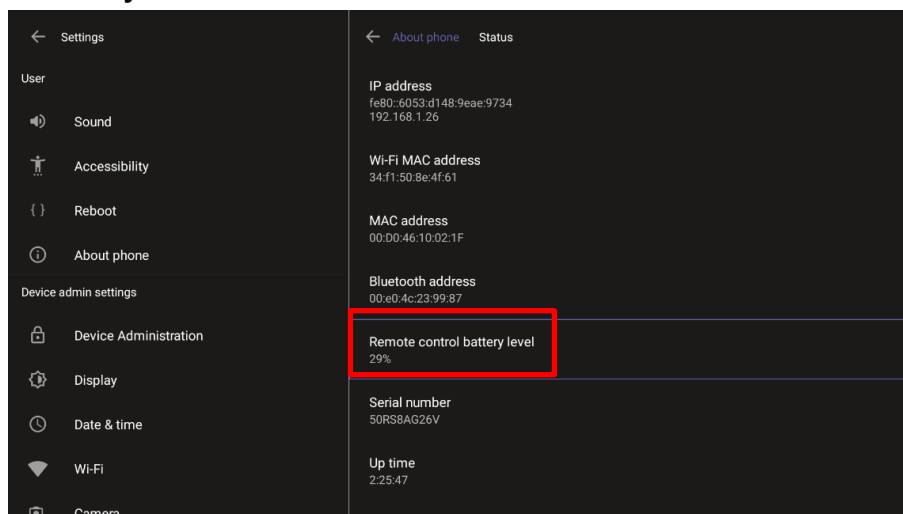 Settings
User
Sound
Accessibility
{ } Reboot
About phone
Device admin settings
Device Administration
Display
Date & time
Wi-Fi
Camera
About phone Status
IP address
fe80::6053:d148:9eae:9734
192.168.1.26
Wi-Fi MAC address
34:f1:50:8e:4f:61
MAC address
00:D0:46:10:02:1F
Bluetooth address
00:e0:4c:23:99:87
Remote control battery level
29%
Serial number
50RS8AG26V
Up time
2:25:47